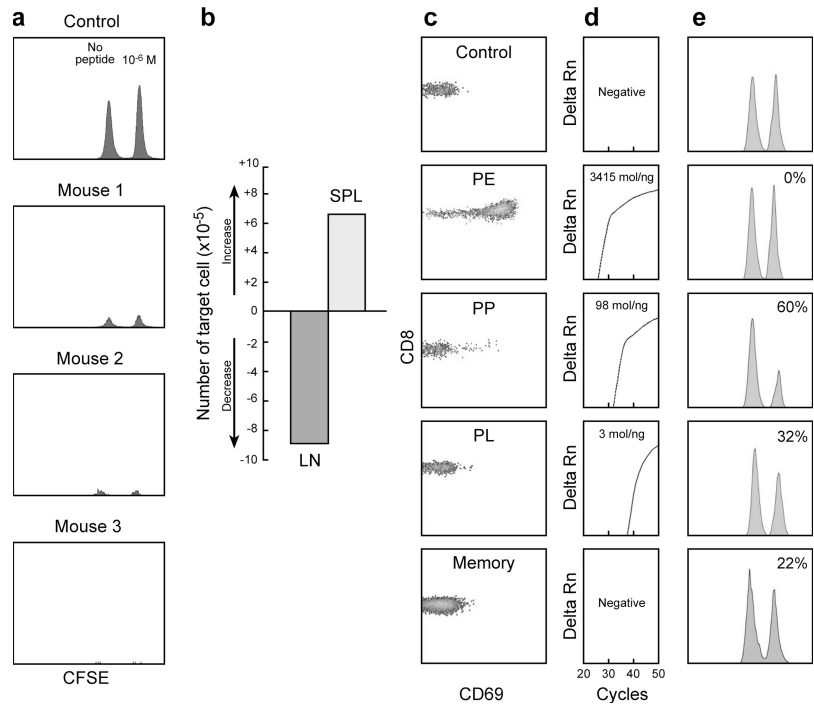 a
Control
No
peptide
10⁻⁶ M
Mouse 1
Mouse 2
Mouse 3
CFSE
b
Number of target cell (x10⁻⁵)
Increase
Decrease
+10
+8
+6
+4
+2
0
-2
-4
-6
-8
-10
SPL
LN
c
Control
PE
PP
PL
Memory
CD8
CD69
d
Delta Rn
Negative
Delta Rn
3415 mol/ng
Delta Rn
98 mol/ng
Delta Rn
3 mol/ng
Delta Rn
Negative
20 30 40 50
Cycles
e
0%
60%
32%
22%